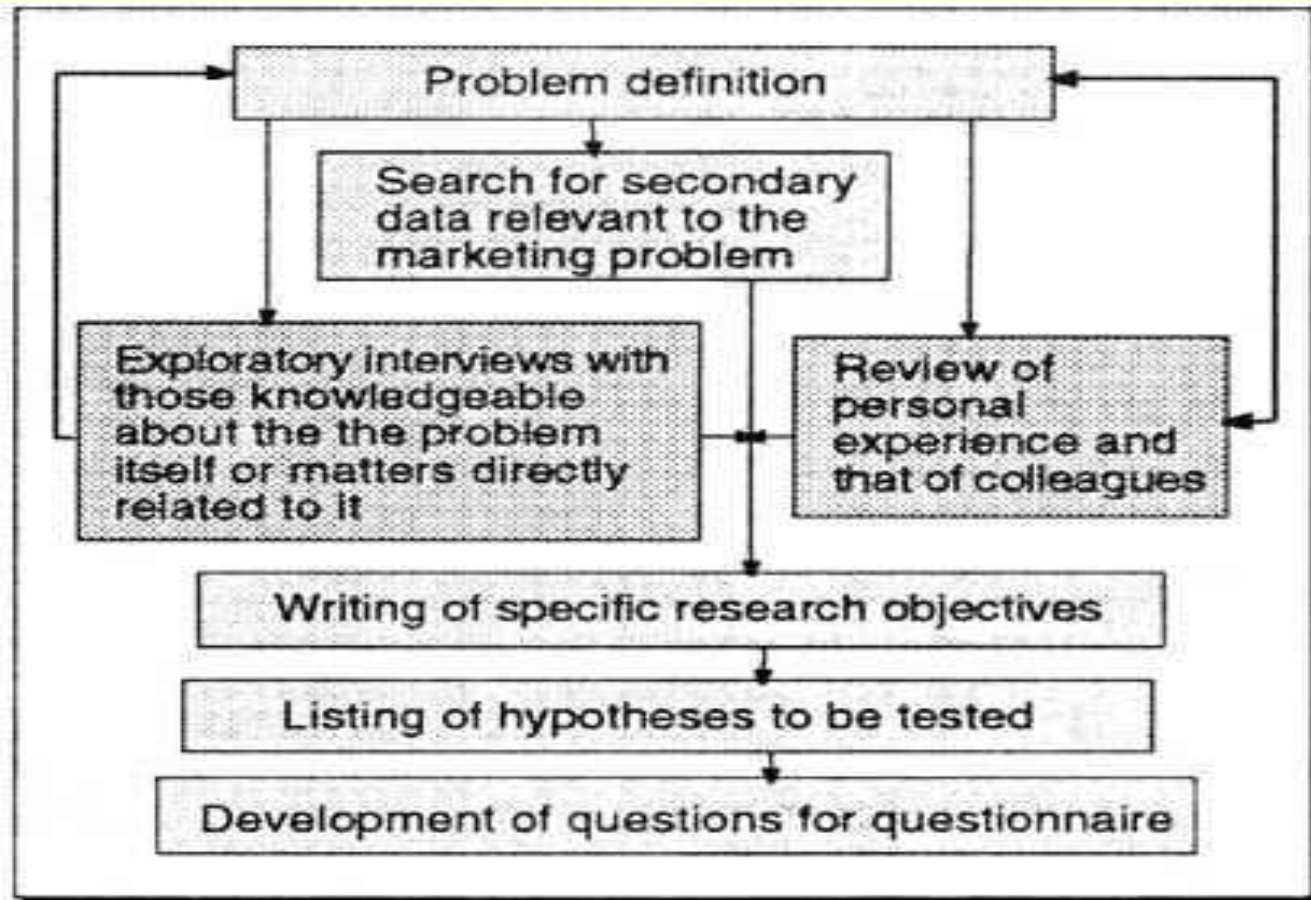 Problem definition
Search for secondary
data relevant to the
marketing problem
Exploratory interviews with
those knowledgeable
about the the problem
itself or matters directly
related to it
Review of
personal
experience and
that of colleagues
Writing of specific research objectives
Listing of hypotheses to be tested
Development of questions for questionnaire